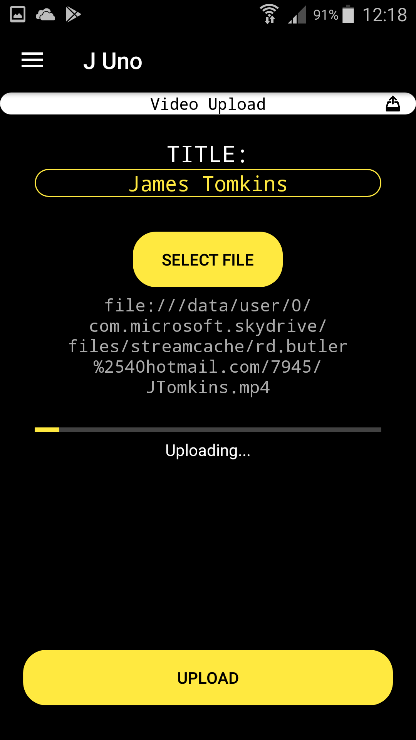 91% 12:18
J Uno
Video Upload
TITLE:
James Tomkins
SELECT FILE
file:///data/user/0/
com.microsoft.skydrive/
files/streamcache/rd.butler
%2540hotmail.com/7945/
JTomkins.mp4
Uploading...
UPLOAD